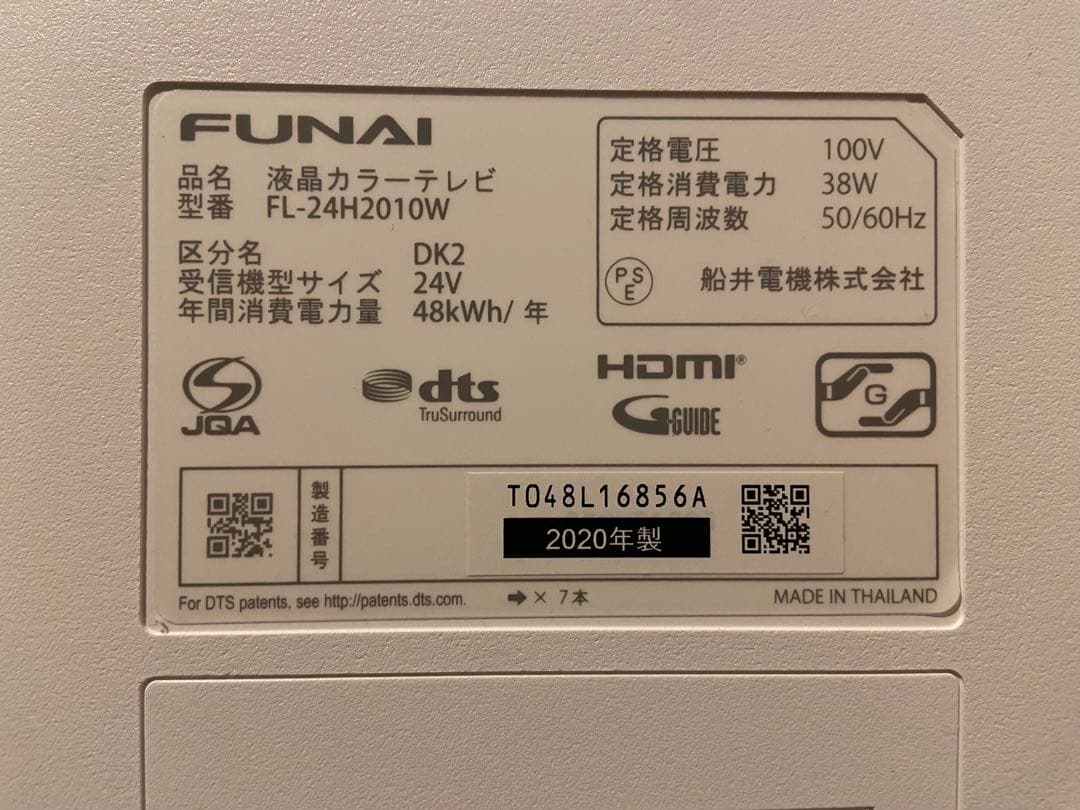 FUNAI
品名 液晶カラーテレビ
型番 FL-24H2010W
区分名 DK2
受信機型サイズ 24V
年間消費電力量 48kWh/ 年
定格電圧 100V
定格消費電力 38W
定格周波数 50/60Hz
PSE 船井電機株式会社
JQA
dts
TruSurround
HDMI®
G-GUIDE
G
製造番号
T048L16856A
2020年製
For DTS patents, see http://patents.dts.com.
➡× 7本
MADE IN THAILAND